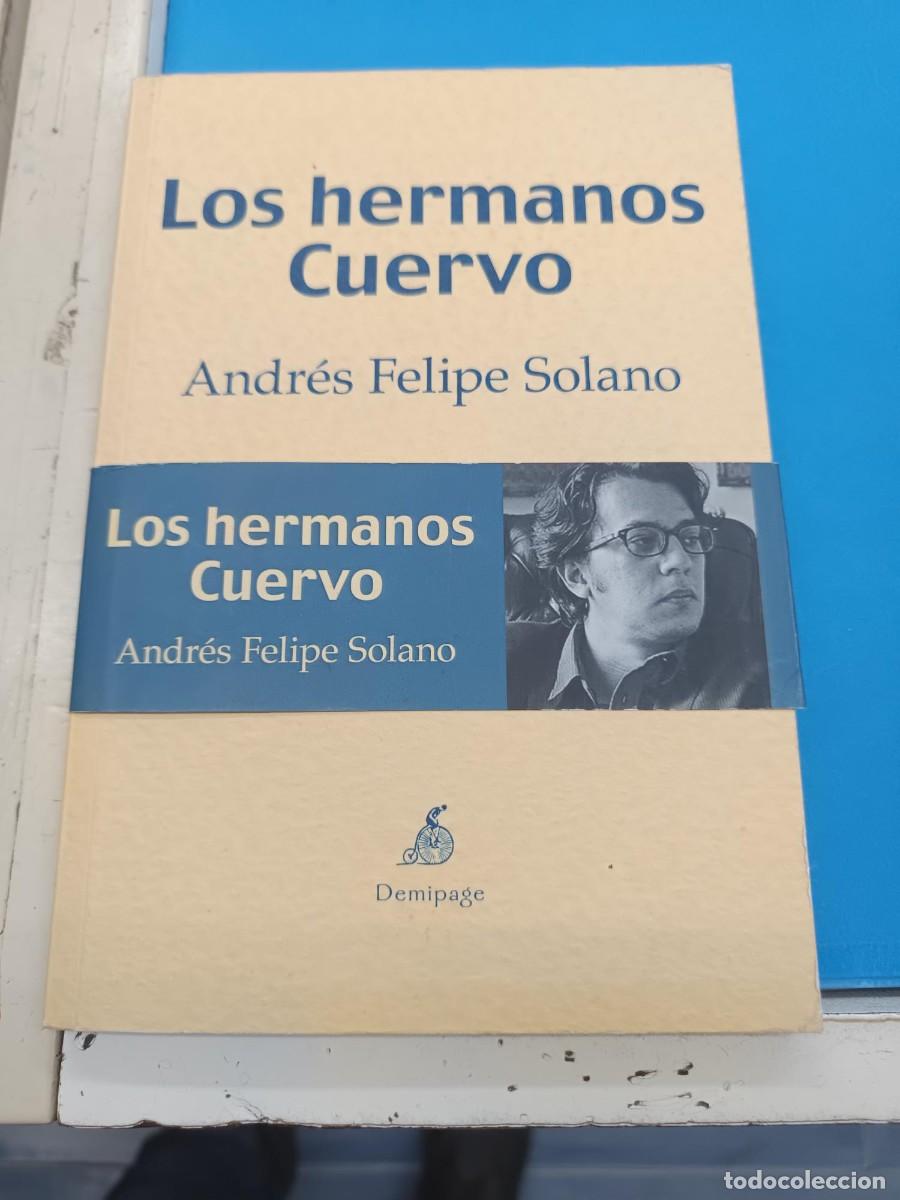 Los hermanos
Cuervo
Andrés Felipe Solano
Los hermanos
Cuervo
Andrés Felipe Solano
Demipage
todocoleccion